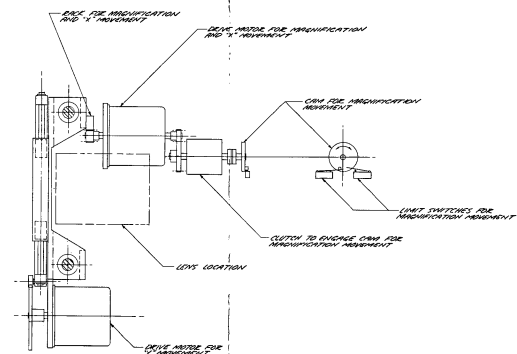 RACK FOR MAGNIFICATION
AND "X" MOVEMENT
DRIVE MOTOR FOR MAGNIFICATION
AND "X" MOVEMENT
CAM FOR MAGNIFICATION
MOVEMENT
LIMIT SWITCHES FOR
MAGNIFICATION MOVEMENT
CLUTCH TO ENGAGE CAM FOR
MAGNIFICATION MOVEMENT
LENS LOCATION
DRIVE MOTOR FOR
"Y" MOVEMENT